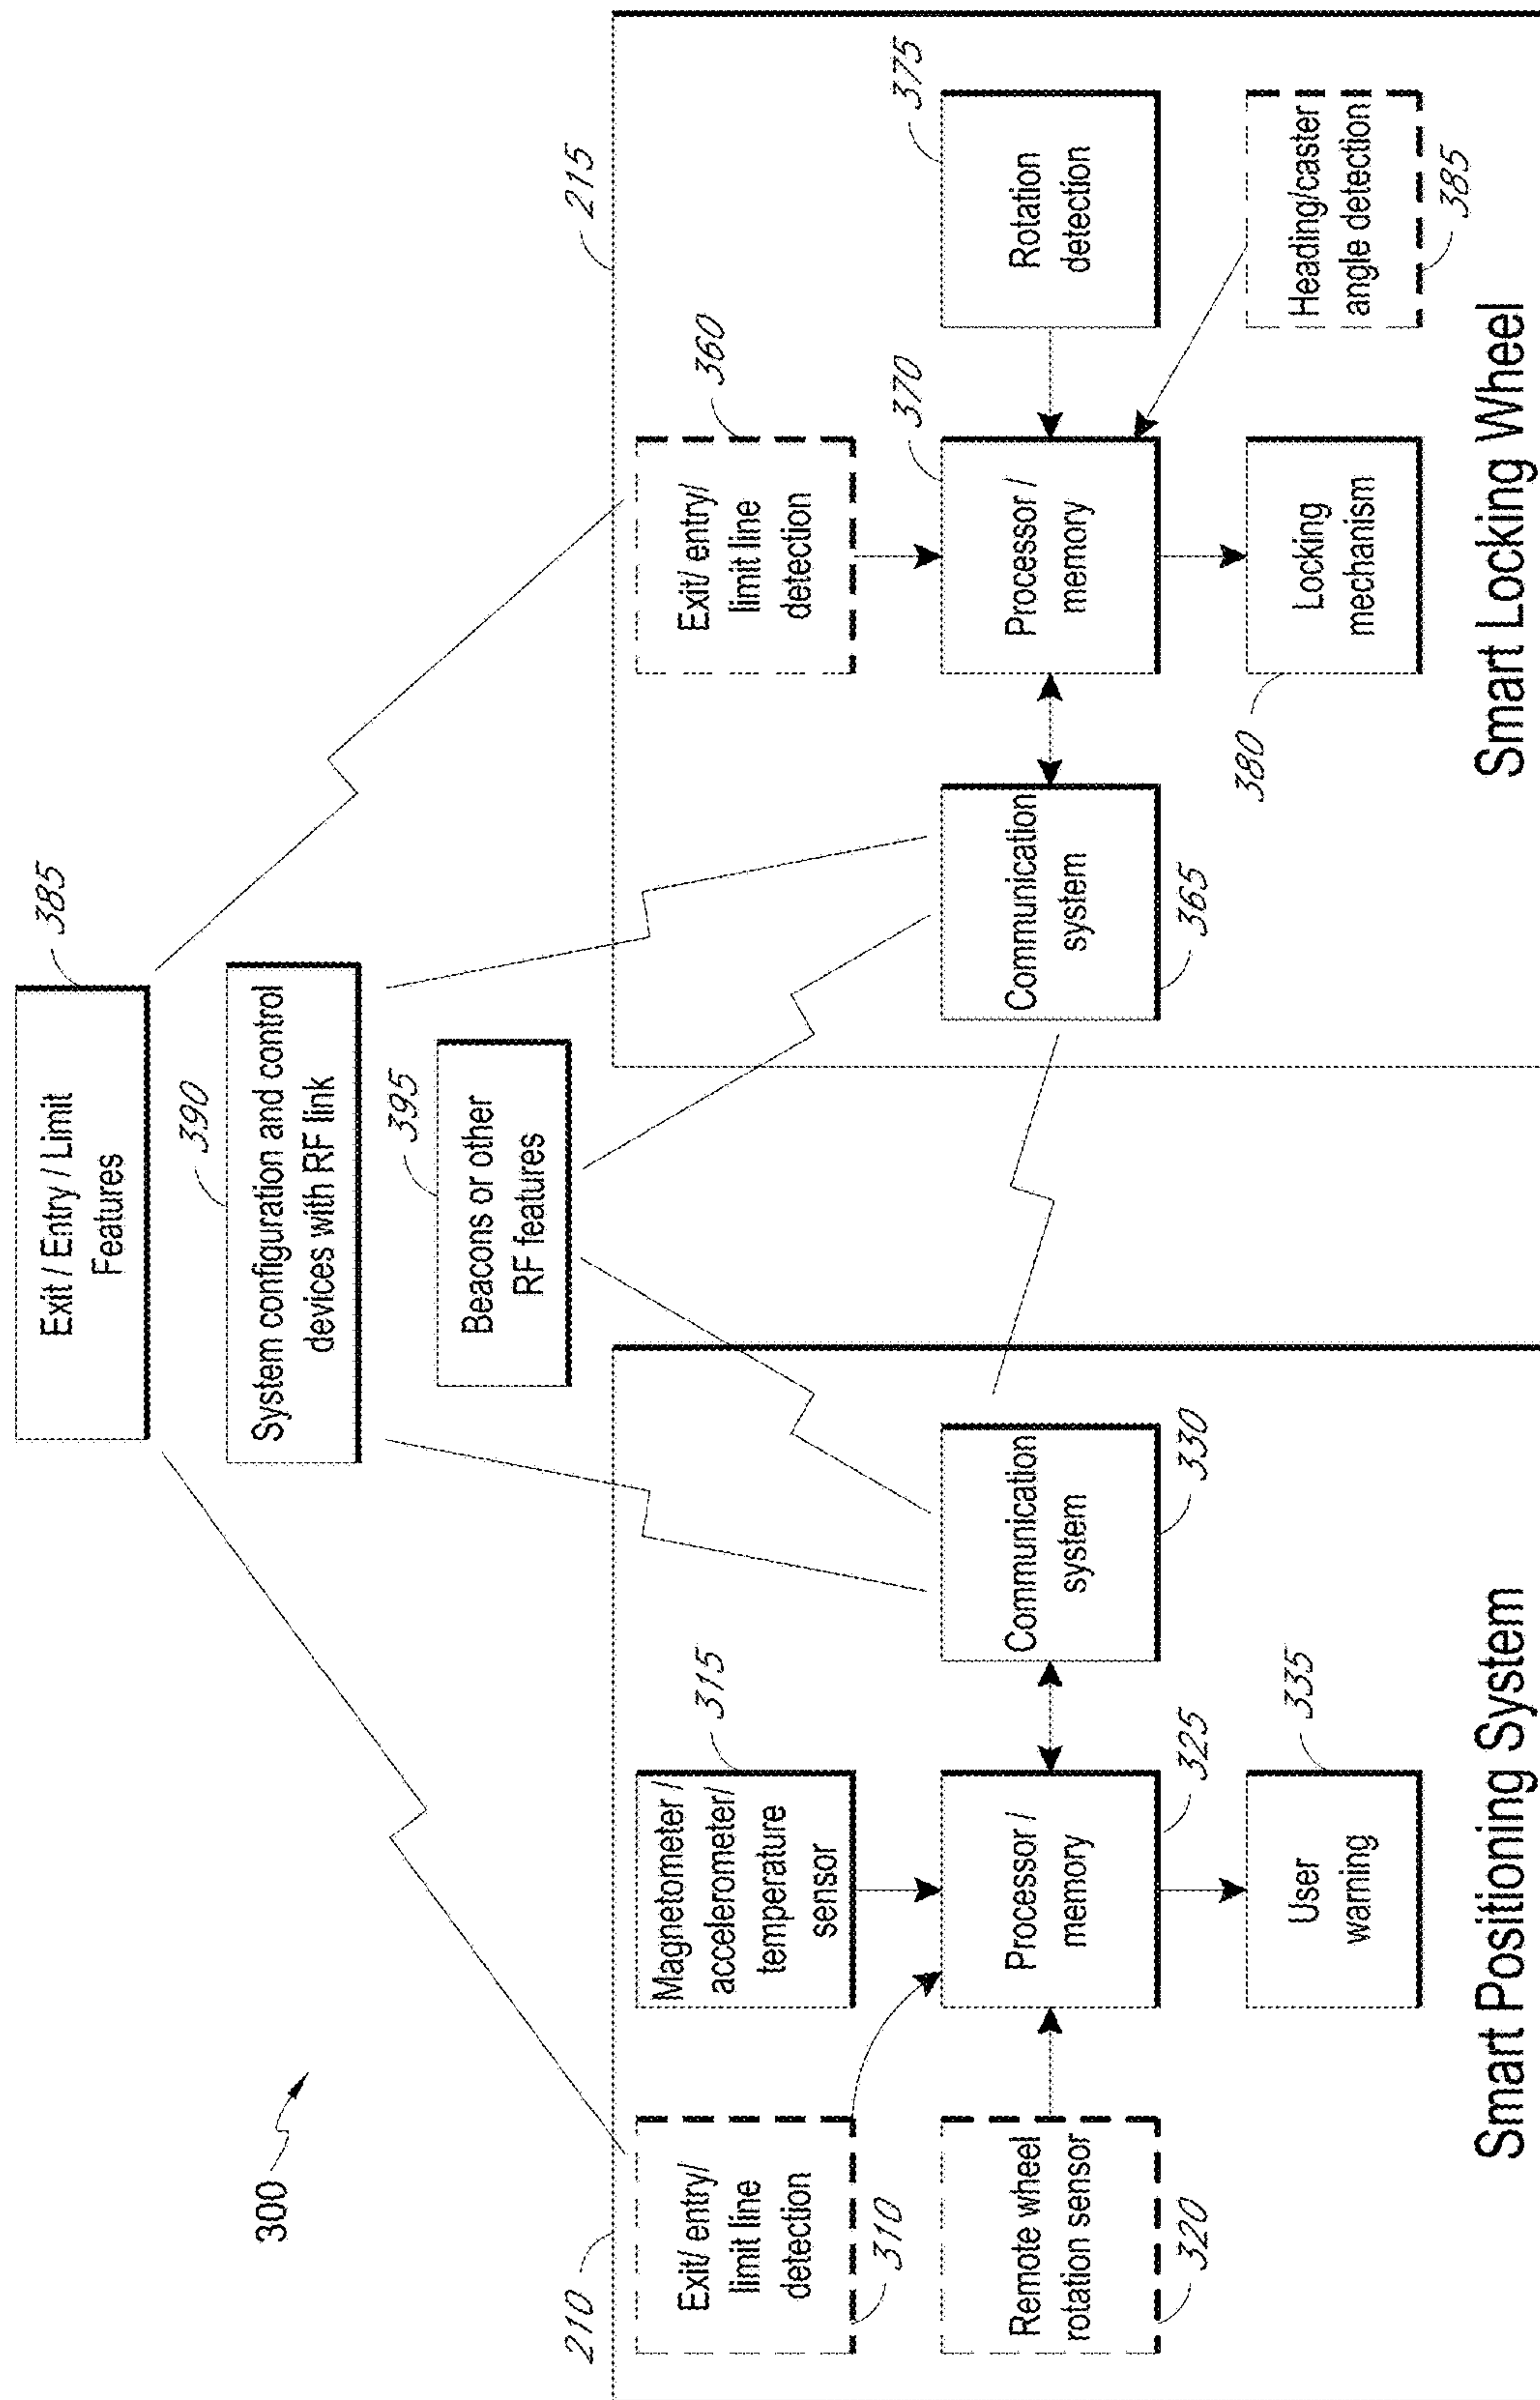 300
Exit / Entry / Limit
Features
385
390
System configuration and control
devices with RF link
395
Beacons or other
RF features
210
Exit/ entry/
limit line
detection
310
Magnetometer /
accelerometer/
temperature
sensor
315
Remote wheel
rotation sensor
320
Processor /
memory
325
Communication
system
330
User
warning
335
Smart Positioning System
215
Exit/ entry/
limit line
detection
360
Communication
system
365
Processor /
memory
370
Rotation
detection
375
Locking
mechanism
380
Heading/caster
angle detection
385
Smart Locking Wheel